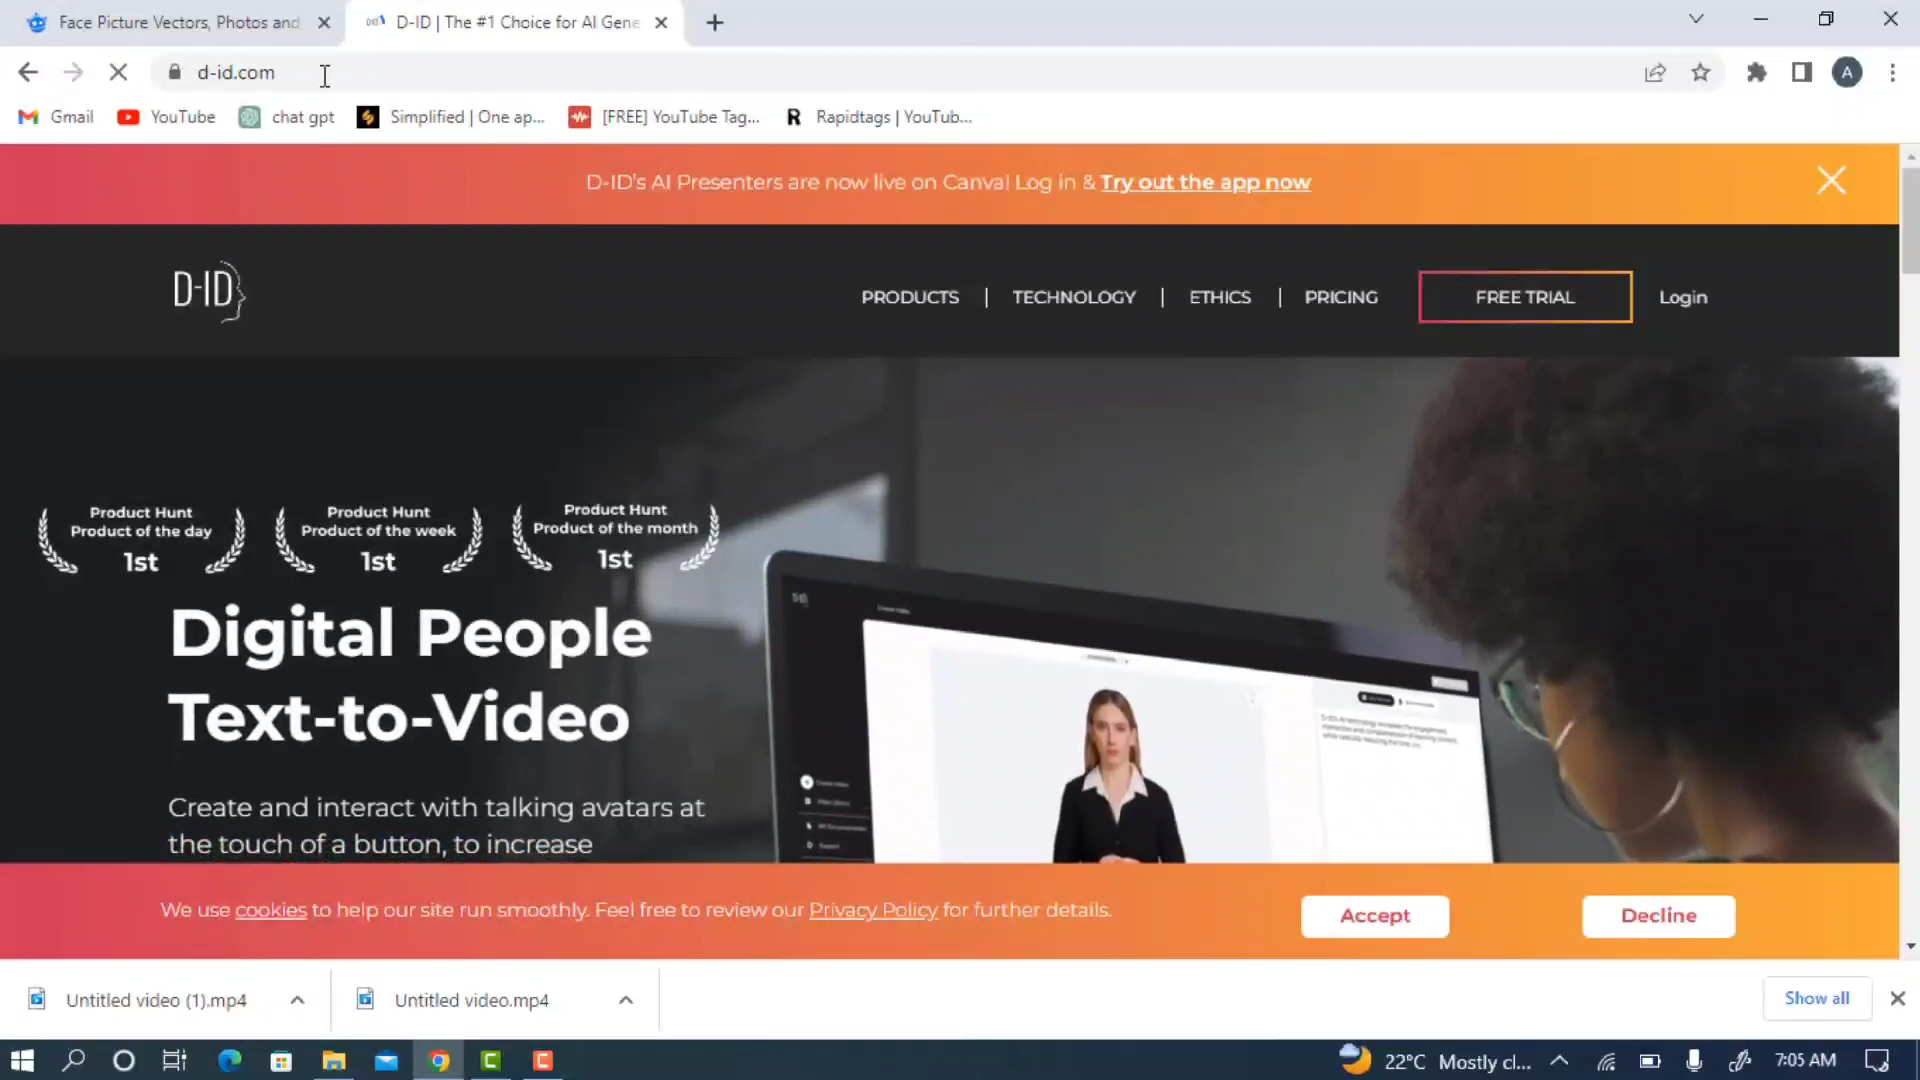 Face Picture Vectors, Photos and
D-ID | The #1 Choice for AI Gene
d-id.com
A
Gmail
YouTube
chat gpt
Simplified | One ap...
[FREE] YouTube Tag...
Rapidtags | YouTub...
D-ID's AI Presenters are now live on Canva! Log in & Try out the app now
D-ID
PRODUCTS | TECHNOLOGY | ETHICS | PRICING
FREE TRIAL
Login
Product Hunt
Product of the day
1st
Product Hunt
Product of the week
1st
Product Hunt
Product of the month
1st
Digital People
Text-to-Video
Create and interact with talking avatars at
the touch of a button, to increase
We use cookies to help our site run smoothly. Feel free to review our Privacy Policy for further details.
Accept
Decline
Untitled video (1).mp4
Untitled video.mp4
Show all
22°C Mostly cl...
7:05 AM